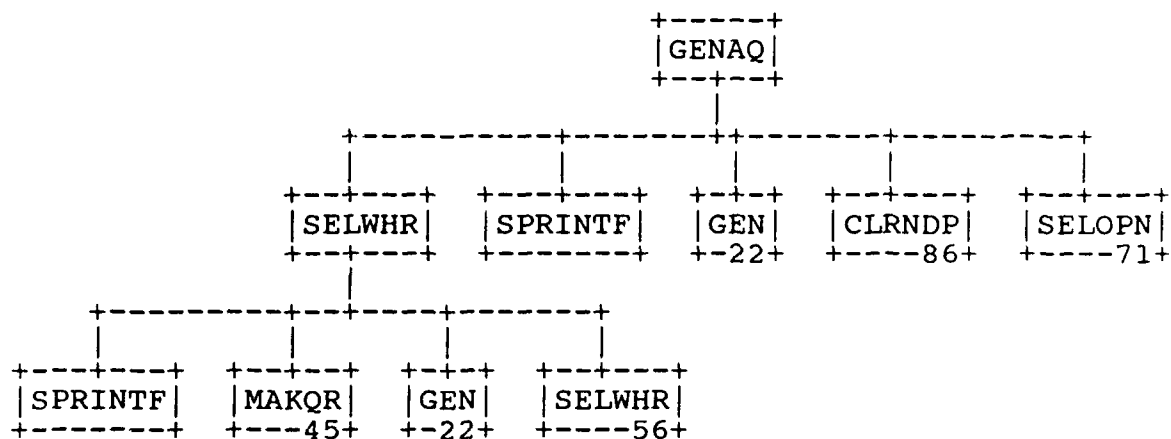 GENAQ
SELWHR SPRINTF GEN CLRNDP SELOPN
22 86 71
SPRINTF MAKQR GEN SELWHR
45 22 56